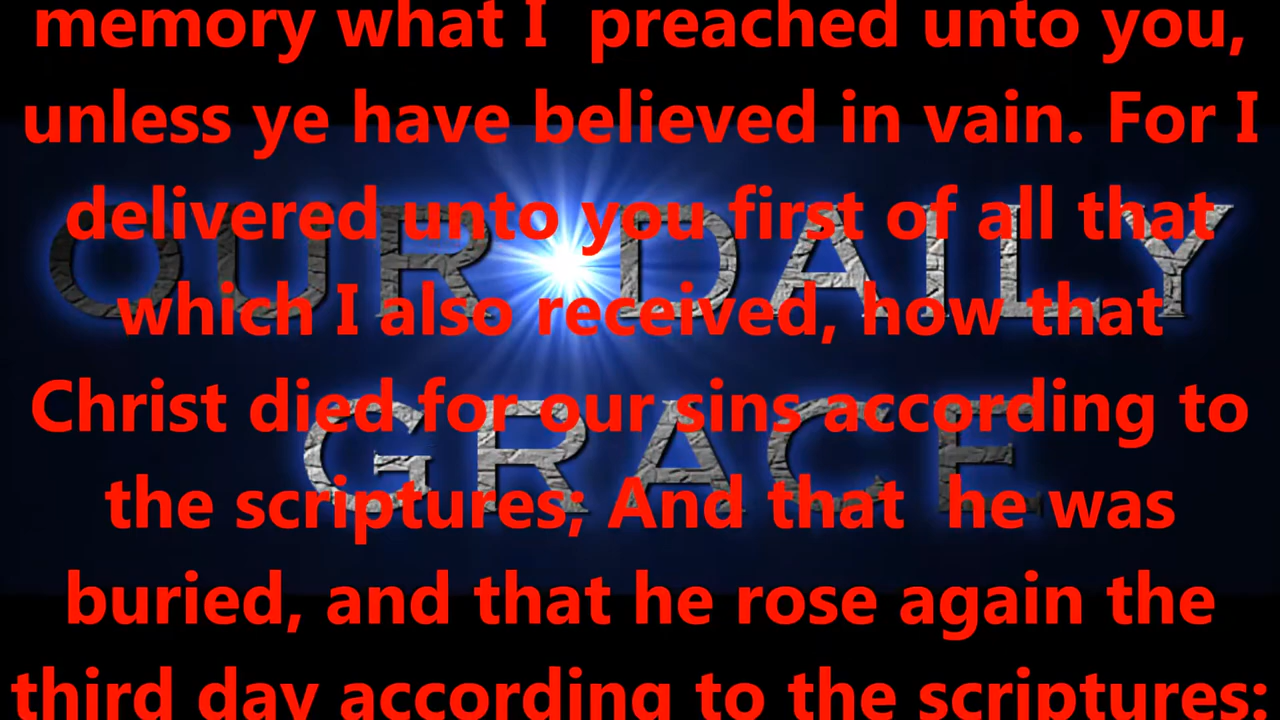 memory what I preached unto you,
unless ye have believed in vain. For I
delivered unto you first of all that
which I also received, how that
Christ died for our sins according to
the scriptures; And that he was
buried, and that he rose again the
third day according to the scriptures:
OUR DAILY
GRACE